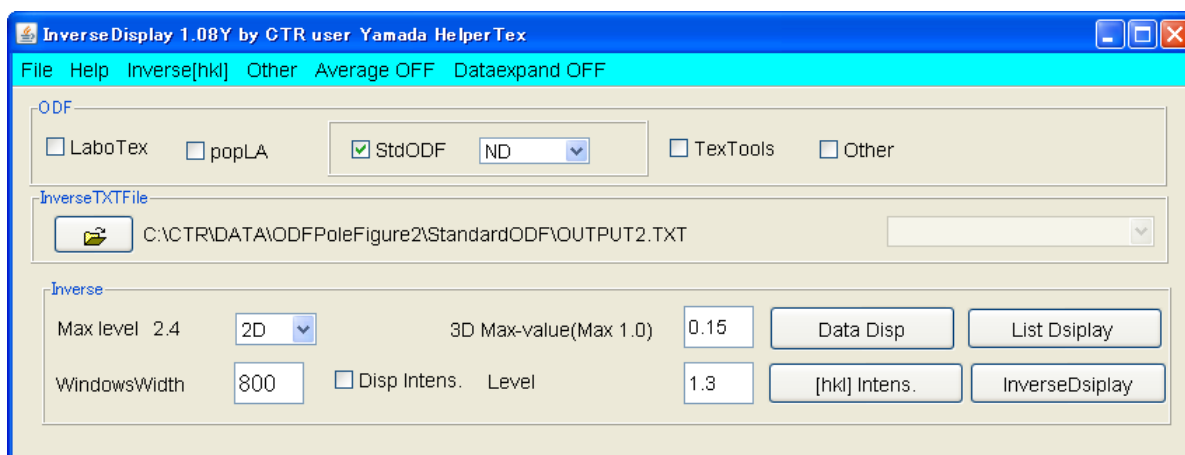 InverseDisplay 1.08Y by CTR user Yamada HelperTex
File Help Inverse[hkl] Other Average OFF Dataexpand OFF
ODF
LaboTex popLA StdODF ND TexTools Other
InverseTXTFile
C:\CTR\DATA\ODFPoleFigure2\StandardODF\OUTPUT2.TXT
Inverse
Max level 2.4 2D 3D Max-value(Max 1.0) 0.15 Data Disp List Dsiplay
WindowsWidth 800 Disp Intens. Level 1.3 [hkl] Intens. InverseDsiplay